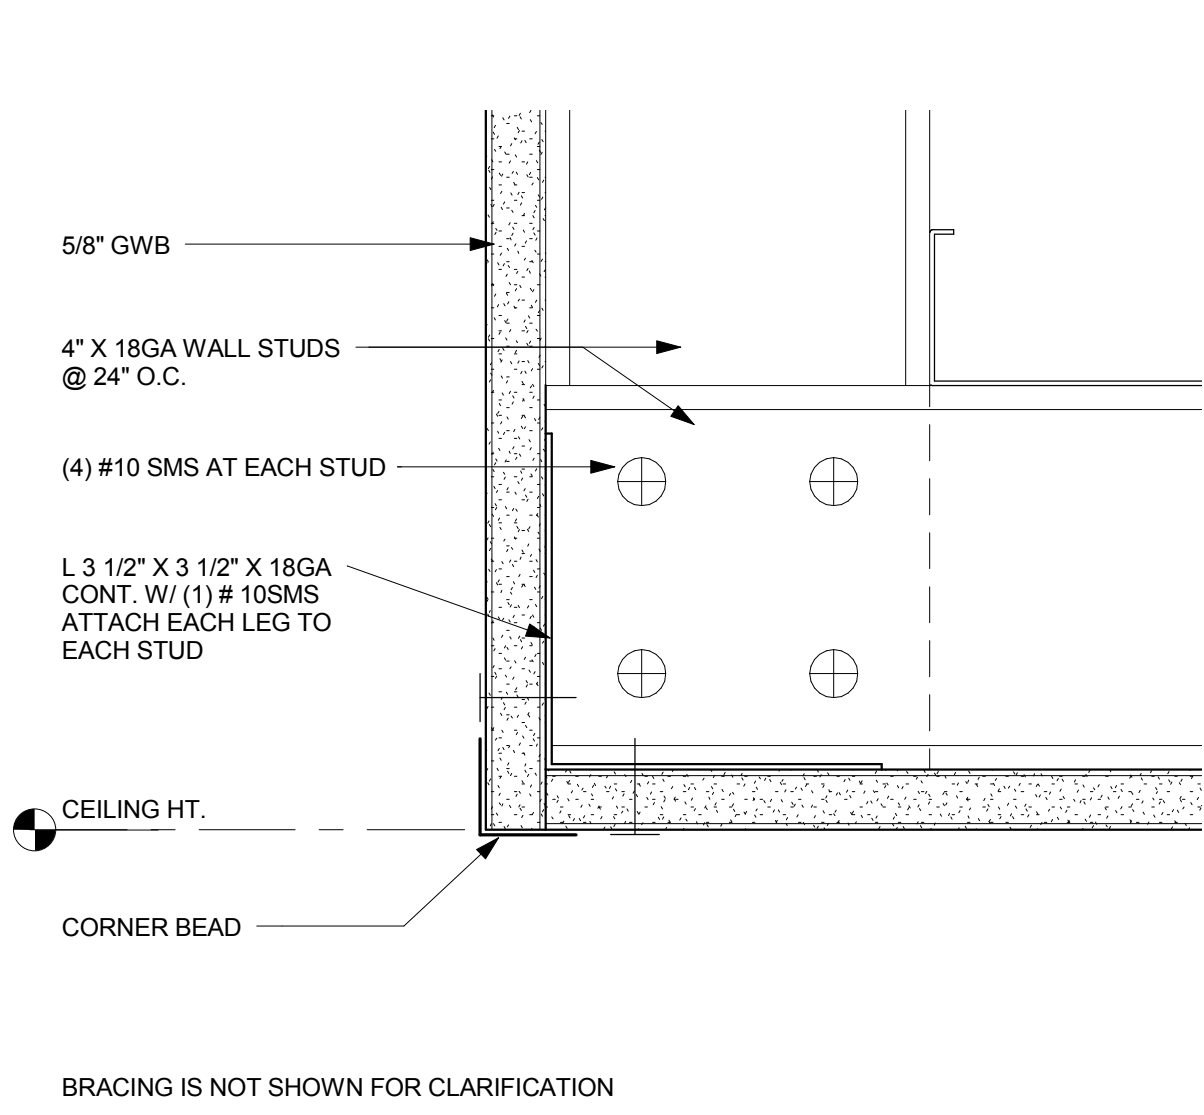 5/8" GWB
4" X 18GA WALL STUDS
@ 24" O.C.
(4) #10 SMS AT EACH STUD
L 3 1/2" X 3 1/2" X 18GA
CONT. W/ (1) # 10SMS
ATTACH EACH LEG TO
EACH STUD
CEILING HT.
CORNER BEAD
BRACING IS NOT SHOWN FOR CLARIFICATION